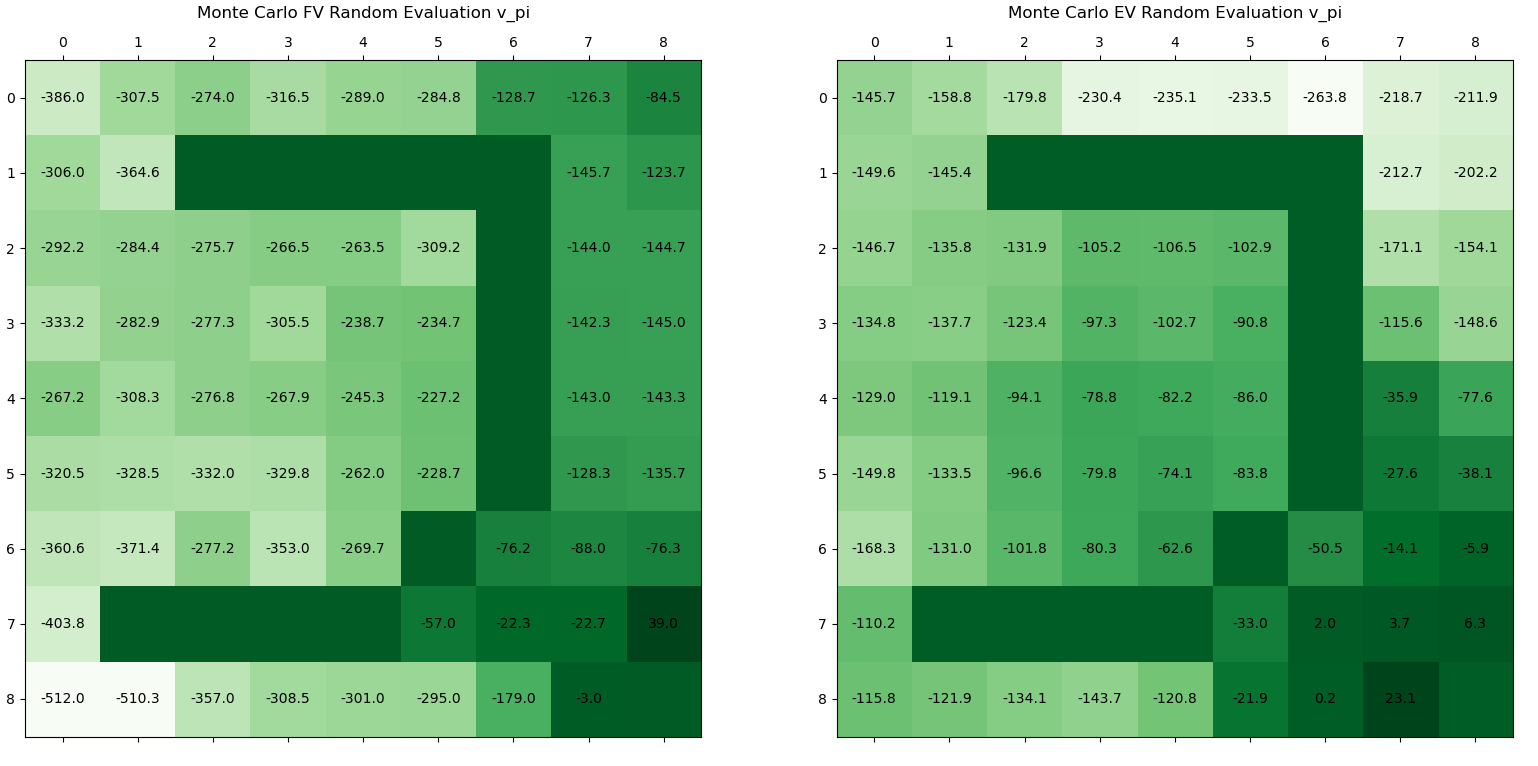 Monte Carlo FV Random Evaluation v_pi
0 1 2 3 4 5 6 7 8
0 -386.0 -307.5 -274.0 -316.5 -289.0 -284.8 -128.7 -126.3 -84.5
1 -306.0 -364.6 -145.7 -123.7
2 -292.2 -284.4 -275.7 -266.5 -263.5 -309.2 -144.0 -144.7
3 -333.2 -282.9 -277.3 -305.5 -238.7 -234.7 -142.3 -145.0
4 -267.2 -308.3 -276.8 -267.9 -245.3 -227.2 -143.0 -143.3
5 -320.5 -328.5 -332.0 -329.8 -262.0 -228.7 -128.3 -135.7
6 -360.6 -371.4 -277.2 -353.0 -269.7 -76.2 -88.0 -76.3
7 -403.8 -57.0 -22.3 -22.7 39.0
8 -512.0 -510.3 -357.0 -308.5 -301.0 -295.0 -179.0 -3.0
Monte Carlo EV Random Evaluation v_pi
0 1 2 3 4 5 6 7 8
0 -145.7 -158.8 -179.8 -230.4 -235.1 -233.5 -263.8 -218.7 -211.9
1 -149.6 -145.4 -212.7 -202.2
2 -146.7 -135.8 -131.9 -105.2 -106.5 -102.9 -171.1 -154.1
3 -134.8 -137.7 -123.4 -97.3 -102.7 -90.8 -115.6 -148.6
4 -129.0 -119.1 -94.1 -78.8 -82.2 -86.0 -35.9 -77.6
5 -149.8 -133.5 -96.6 -79.8 -74.1 -83.8 -27.6 -38.1
6 -168.3 -131.0 -101.8 -80.3 -62.6 -50.5 -14.1 -5.9
7 -110.2 -33.0 2.0 3.7 6.3
8 -115.8 -121.9 -134.1 -143.7 -120.8 -21.9 0.2 23.1